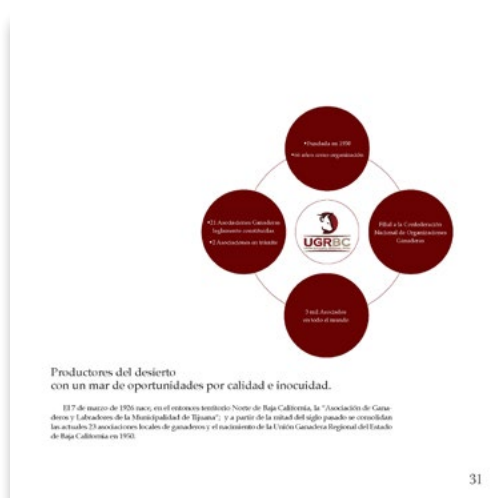 •Fundada en 1950
•66 años como organización
•21 Asociaciones Ganaderas
legalmente constituidas
•2 Asociaciones en tránsito
UGRBC
Filial a la Confederación
Nacional de Organizaciones
Ganaderas
3 mil Asociados
en todo el mundo
Productores del desierto
con un mar de oportunidades por calidad e inocuidad.
El 7 de marzo de 1926 nace, en el entonces territorio Norte de Baja California, la "Asociación de Gana-
deros y Labradores de la Municipalidad de Tijuana"; y a partir de la mitad del siglo pasado se consolidan
las actuales 23 asociaciones locales de ganaderos y el nacimiento de la Unión Ganadera Regional del Estado
de Baja California en 1950.
31